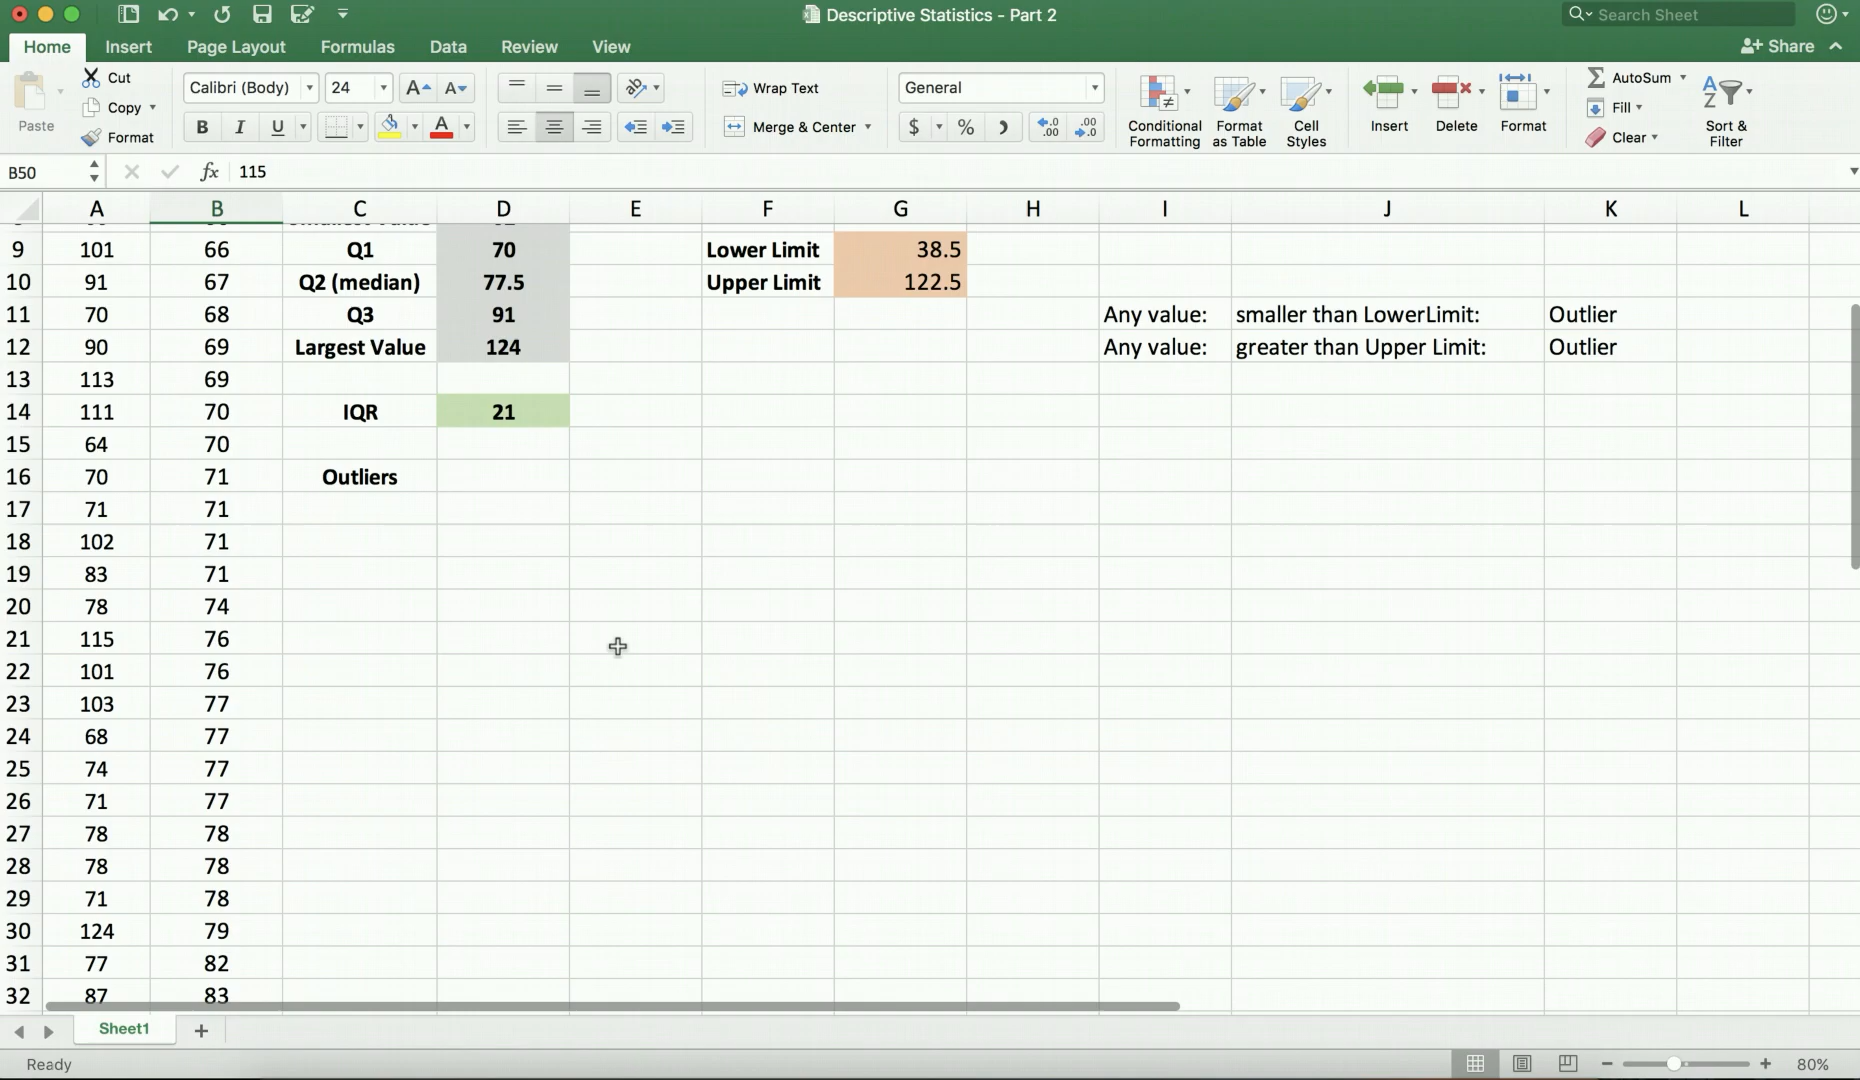 Descriptive Statistics - Part 2
Search Sheet
Home Insert Page Layout Formulas Data Review View
Share
Paste
Cut
Copy
Format
Calibri (Body) 24
A A
B I U A
Wrap Text
Merge & Center
General
$ % .00 .0 .00 .0
Conditional Formatting
Format as Table
Cell Styles
Insert
Delete
Format
AutoSum
Fill
Clear
A Z
Sort & Filter
B50 fx 115
A B C D E F G H I J K L
9 101 66 Q1 70 Lower Limit 38.5
10 91 67 Q2 (median) 77.5 Upper Limit 122.5
11 70 68 Q3 91 Any value: smaller than LowerLimit: Outlier
12 90 69 Largest Value 124 Any value: greater than Upper Limit: Outlier
13 113 69
14 111 70 IQR 21
15 64 70
16 70 71 Outliers
17 71 71
18 102 71
19 83 71
20 78 74
21 115 76
22 101 76
23 103 77
24 68 77
25 74 77
26 71 77
27 78 78
28 78 78
29 71 78
30 124 79
31 77 82
32 87 83
Sheet1
Ready
80%